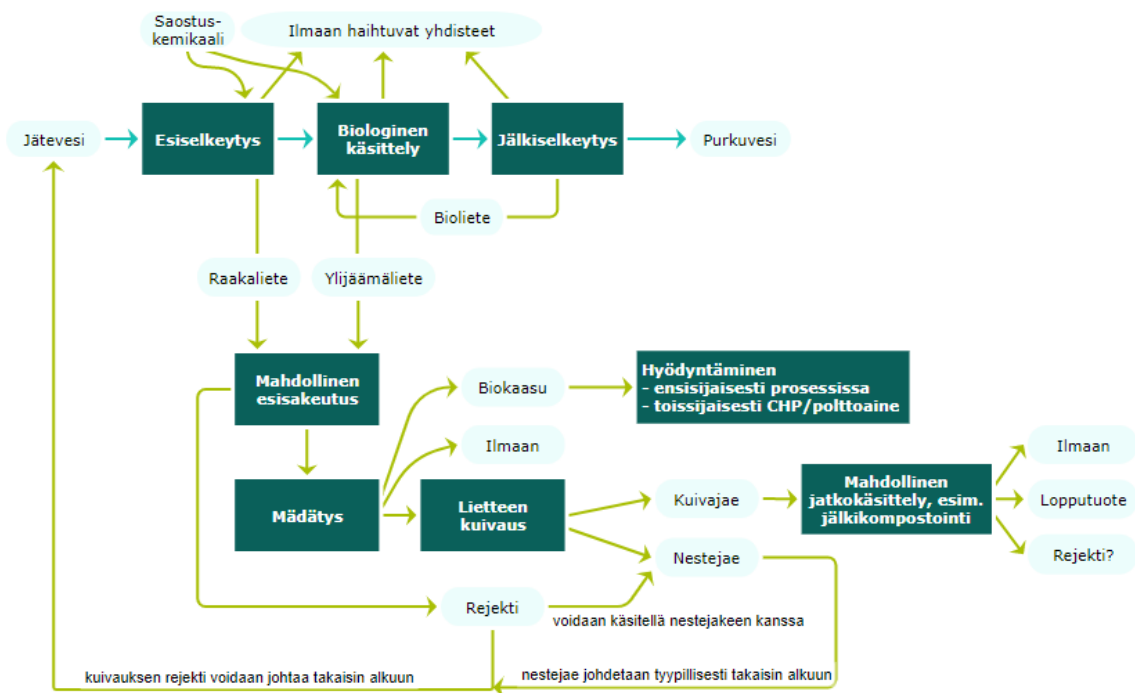 Saostus-
kemikaali
Ilmaan haihtuvat yhdisteet
Jätevesi
Esiselkeytys
Biologinen
käsittely
Jälkiselkeytys
Purkuvesi
Bioliete
Raakaliete
Ylijäämäliete
Mahdollinen
esisakeutus
Biokaasu
Hyödyntäminen
- ensisijaisesti prosessissa
- toissijaisesti CHP/polttoaine
Ilmaan
Mädätys
Lietteen
kuivaus
Kuivajae
Mahdollinen
jatkokäsittely, esim.
jälkikompostointi
Ilmaan
Lopputuote
Rejekti?
Nestejae
Rejekti
voidaan käsitellä nestejakeen kanssa
kuivauksen rejekti voidaan johtaa takaisin alkuun
nestejae johdetaan tyypillisesti takaisin alkuun